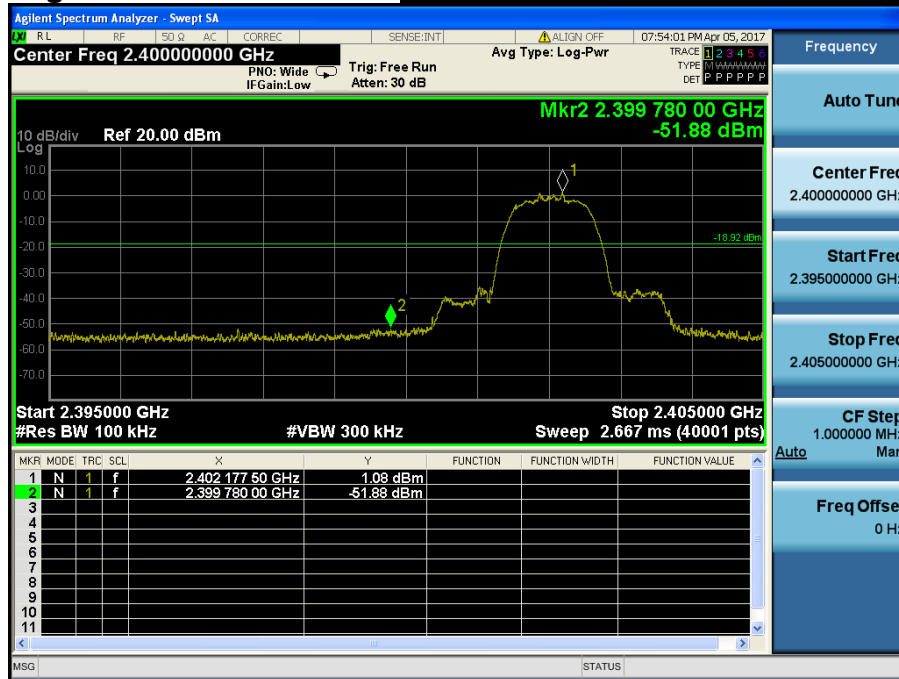 Agilent Spectrum Analyzer - Swept SA
LXI RL RF 50 Ω AC CORREC SENSE:INT ALIGN OFF 07:54:01 PM Apr 05, 2017
Center Freq 2.400000000 GHz
PNO: Wide
IFGain:Low
Trig: Free Run
Atten: 30 dB
Avg Type: Log-Pwr
TRACE 1 2 3 4 5 6
TYPE M WWWWW
DET P P P P P P
Mkr2 2.399 780 00 GHz
-51.88 dBm
10 dB/div Ref 20.00 dBm
Log
10.0
0.00
-10.0
-20.0
-30.0
-40.0
-50.0
-60.0
-70.0
1
2
-18.92 dBm
Start 2.395000 GHz Stop 2.405000 GHz
#Res BW 100 kHz #VBW 300 kHz Sweep 2.667 ms (40001 pts)
MKR MODE TRC SCL X Y FUNCTION FUNCTION WIDTH FUNCTION VALUE
1 N 1 f 2.402 177 50 GHz 1.08 dBm
2 N 1 f 2.399 780 00 GHz -51.88 dBm
3
4
5
6
7
8
9
10
11
MSG STATUS
Frequency
Auto Tune
Center Freq
2.400000000 GHz
Start Freq
2.395000000 GHz
Stop Freq
2.405000000 GHz
CF Step
1.000000 MHz
Auto Man
Freq Offset
0 Hz